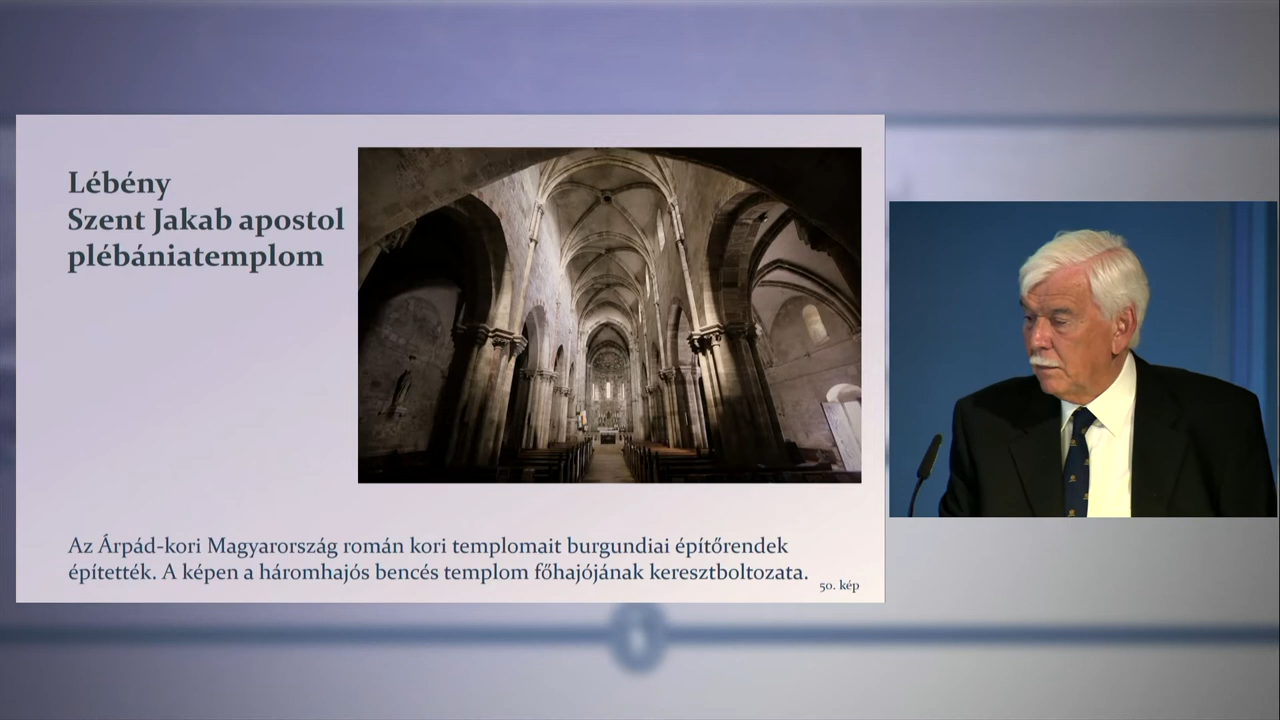 Lébény
Szent Jakab apostol
plébániatemplom
Az Árpád-kori Magyarország román kori templomait burgundiai építőrendek
építették. A képen a háromhajós bencés templom főhajójának keresztboltozata.
50. kép